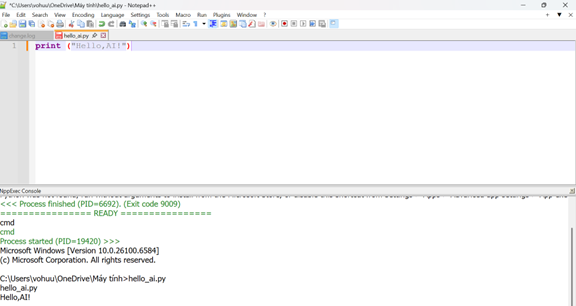 *C:\Users\vohuu\OneDrive\Máy tính\hello_ai.py - Notepad++
File Edit Search View Encoding Language Settings Tools Macro Run Plugins Window ?
change.log hello_ai.py
1 print ("Hello,AI!")
NppExec Console
<<< Process finished (PID=6692). (Exit code 9009)
================ READY ================
cmd
cmd
Process started (PID=19420) >>>
Microsoft Windows [Version 10.0.26100.6584]
(c) Microsoft Corporation. All rights reserved.
C:\Users\vohuu\OneDrive\Máy tính>hello_ai.py
hello_ai.py
Hello,AI!